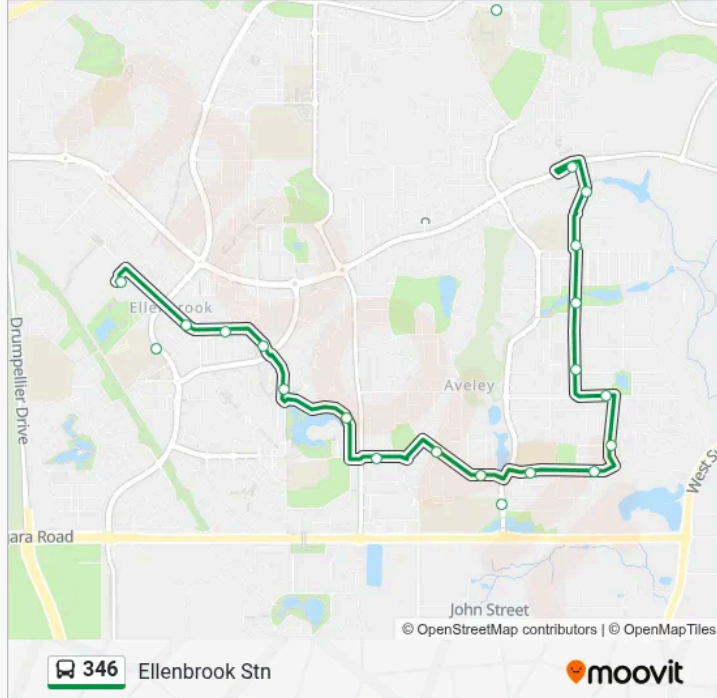 Ellenbrook
Drumpellier Drive
Aveley
West S
ara Road
John Street
© OpenStreetMap contributors | © OpenMapTiles
346 Ellenbrook Stn
moovit